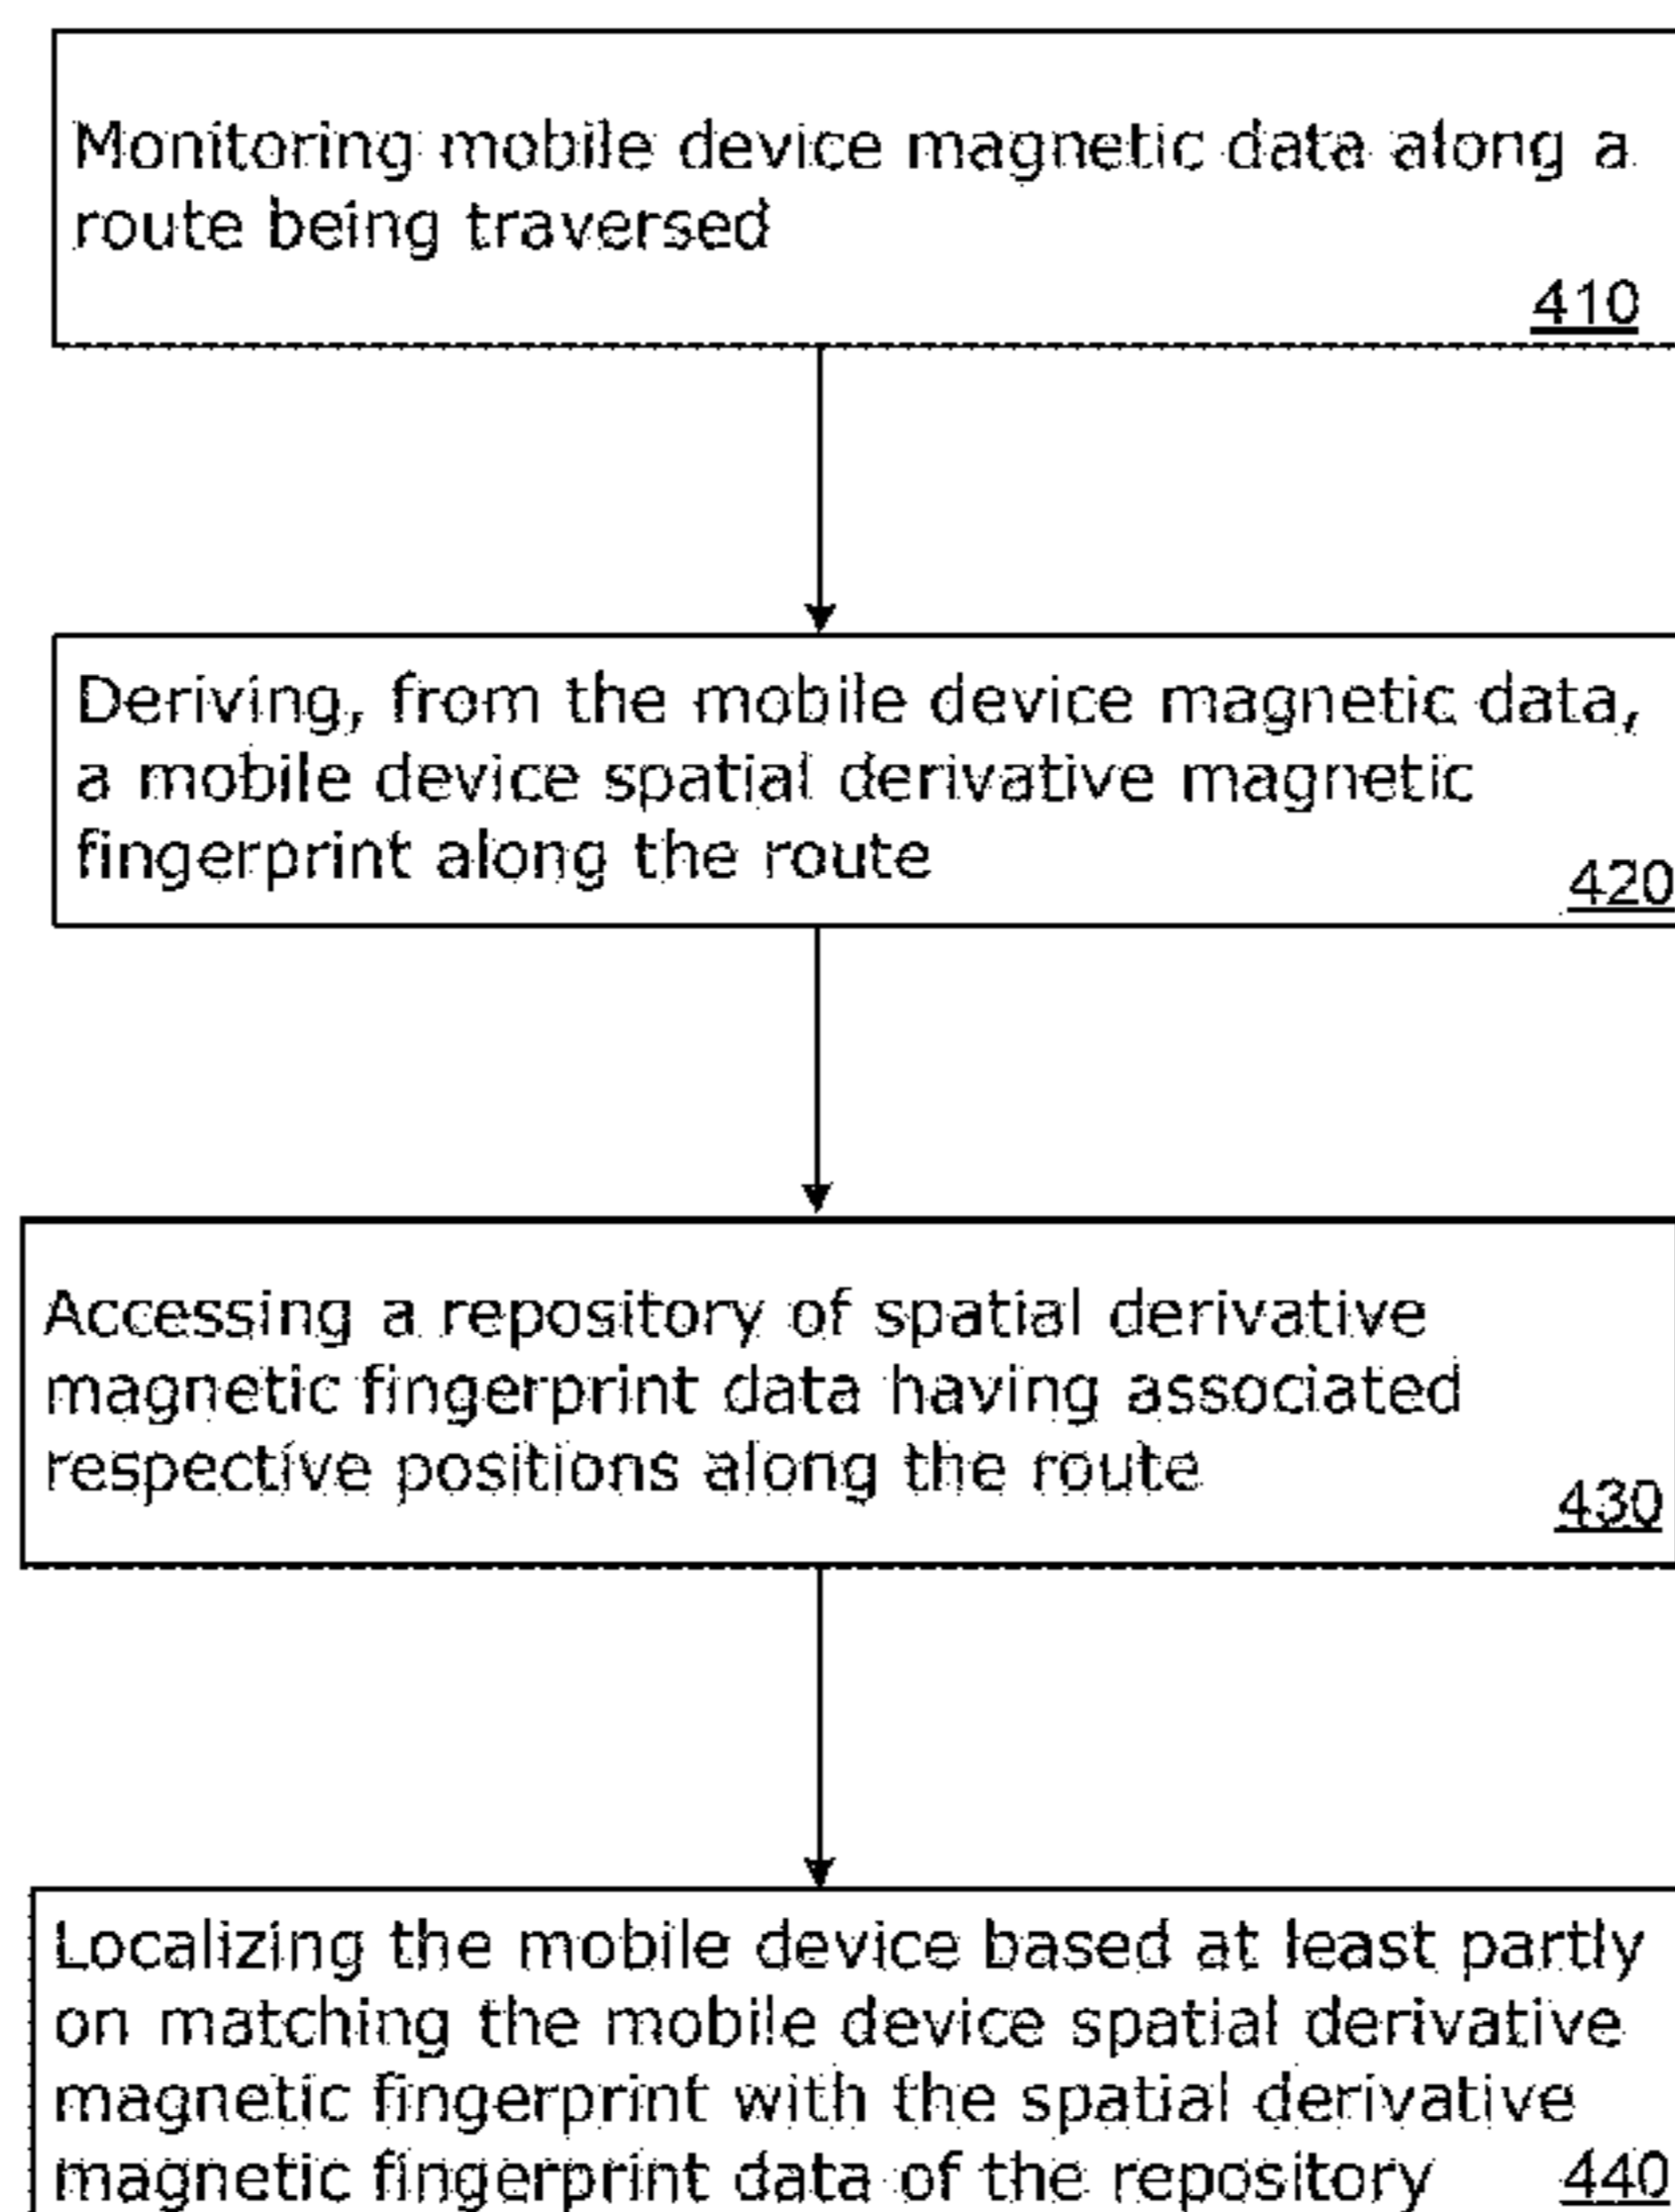 Monitoring mobile device magnetic data along a
route being traversed
410
Deriving, from the mobile device magnetic data,
a mobile device spatial derivative magnetic
fingerprint along the route
420
Accessing a repository of spatial derivative
magnetic fingerprint data having associated
respective positions along the route
430
Localizing the mobile device based at least partly
on matching the mobile device spatial derivative
magnetic fingerprint with the spatial derivative
magnetic fingerprint data of the repository 440